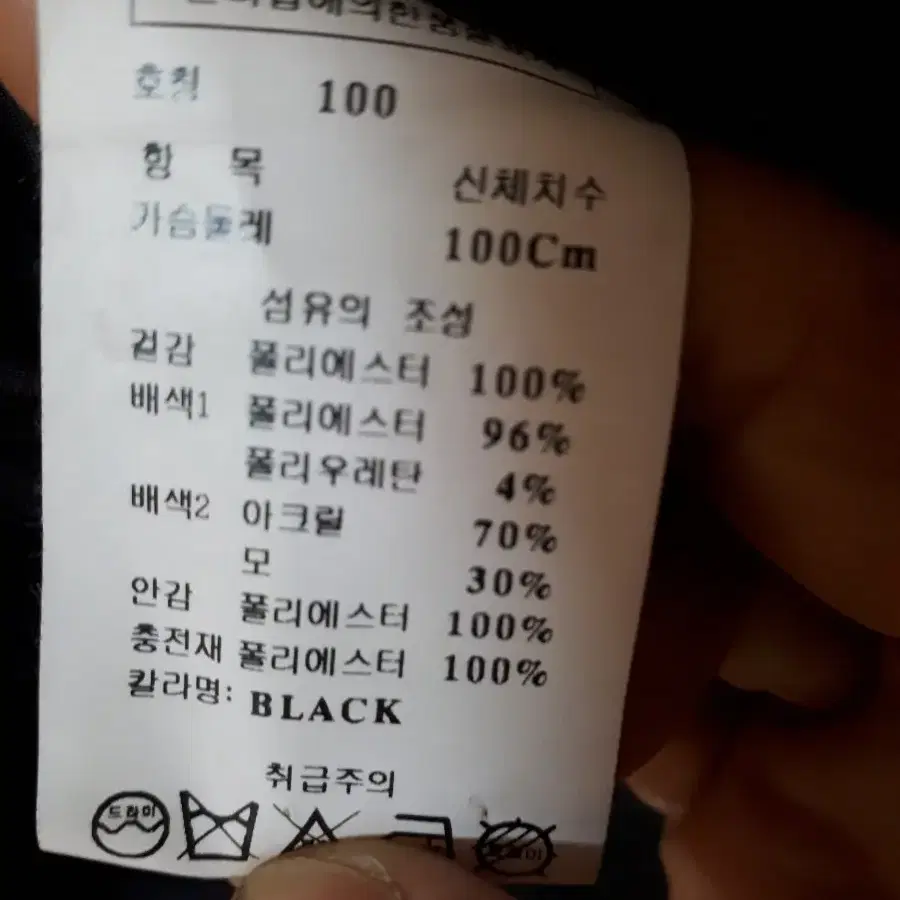 호칭 100
항 목 신체치수
가슴둘레 100Cm
섬유의 조성
겉감 폴리에스터 100%
배색1 폴리에스터 96%
폴리우레탄 4%
배색2 아크릴 70%
모 30%
안감 폴리에스터 100%
충전재 폴리에스터 100%
칼라명: BLACK
취급주의
드라이